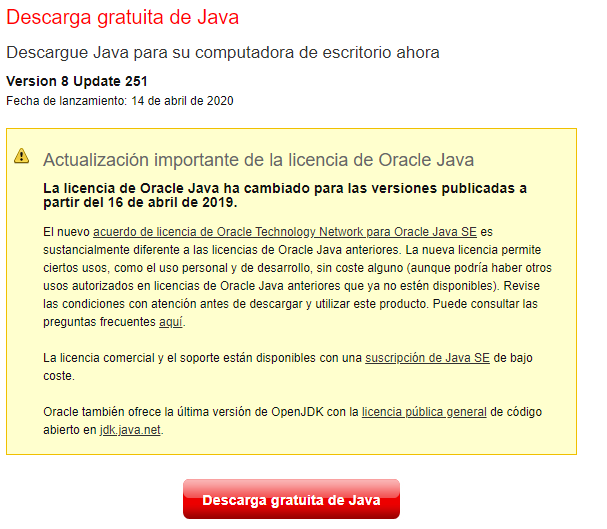 Descarga gratuita de Java
Descargue Java para su computadora de escritorio ahora
Version 8 Update 251
Fecha de lanzamiento: 14 de abril de 2020
Actualización importante de la licencia de Oracle Java
La licencia de Oracle Java ha cambiado para las versiones publicadas a
partir del 16 de abril de 2019.
El nuevo acuerdo de licencia de Oracle Technology Network para Oracle Java SE es
sustancialmente diferente a las licencias de Oracle Java anteriores. La nueva licencia permite
ciertos usos, como el uso personal y de desarrollo, sin coste alguno (aunque podría haber otros
usos autorizados en licencias de Oracle Java anteriores que ya no estén disponibles). Revise
las condiciones con atención antes de descargar y utilizar este producto. Puede consultar las
preguntas frecuentes aquí.
La licencia comercial y el soporte están disponibles con una suscripción de Java SE de bajo
coste.
Oracle también ofrece la última versión de OpenJDK con la licencia pública general de código
abierto en jdk.java.net.
Descarga gratuita de Java